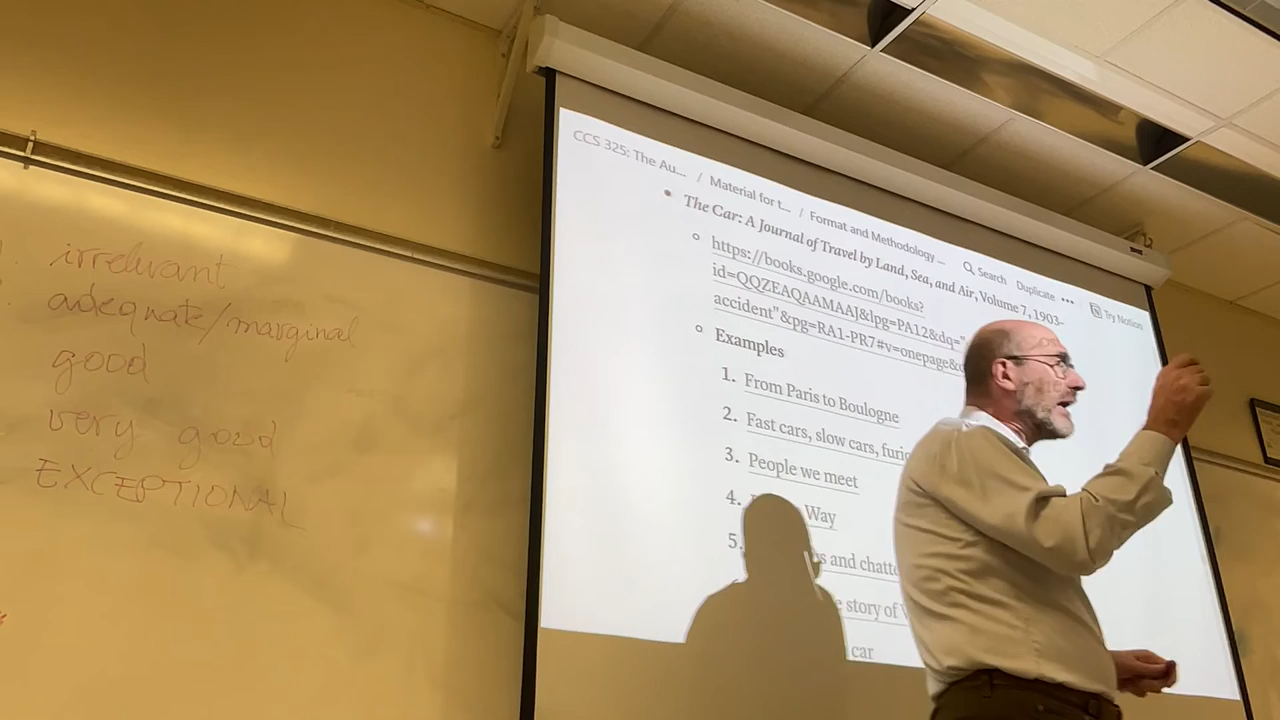 irrelevant
adequate/marginal
good
very good
EXCEPTIONAL
CCS 325: The Au... / Material for t... / Format and Methodology —
Search Duplicate ••• Try Notion
The Car: A Journal of Travel by Land, Sea, and Air, Volume 7, 1903-
https://books.google.com/books?
id=QQZEAQAAMAAJ&lpg=PA12&dq="
accident"&pg=RA1-PR7#v=onepage&
Examples
1. From Paris to Boulogne
2. Fast cars, slow cars,
3. People we meet
4. Way
5. and
story of
car